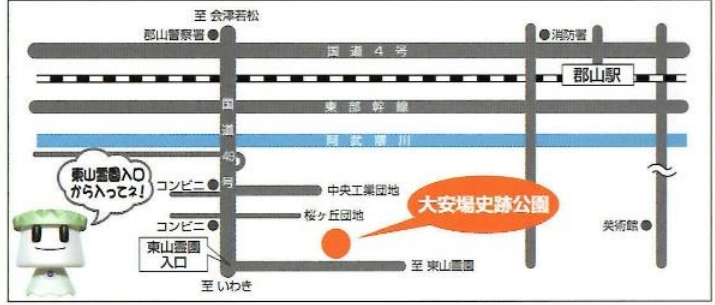 至 会津若松
郡山警察署
消防署
国道4号
郡山駅
東部幹線
阿武隈川
国道49号
東山霊園入口
から入ってネ!
コンビニ
中央工業団地
大安場史跡公園
桜ヶ丘団地
コンビニ
美術館
東山霊園
入口
至 東山霊園
至 いわき